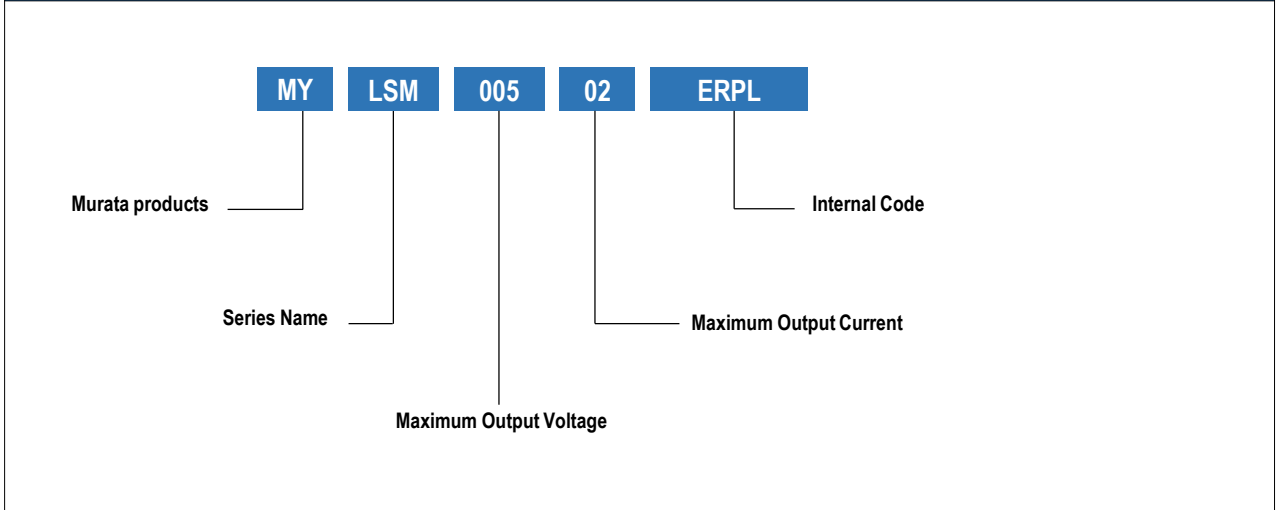 MY LSM 005 02 ERPL
Murata products
Internal Code
Series Name
Maximum Output Current
Maximum Output Voltage